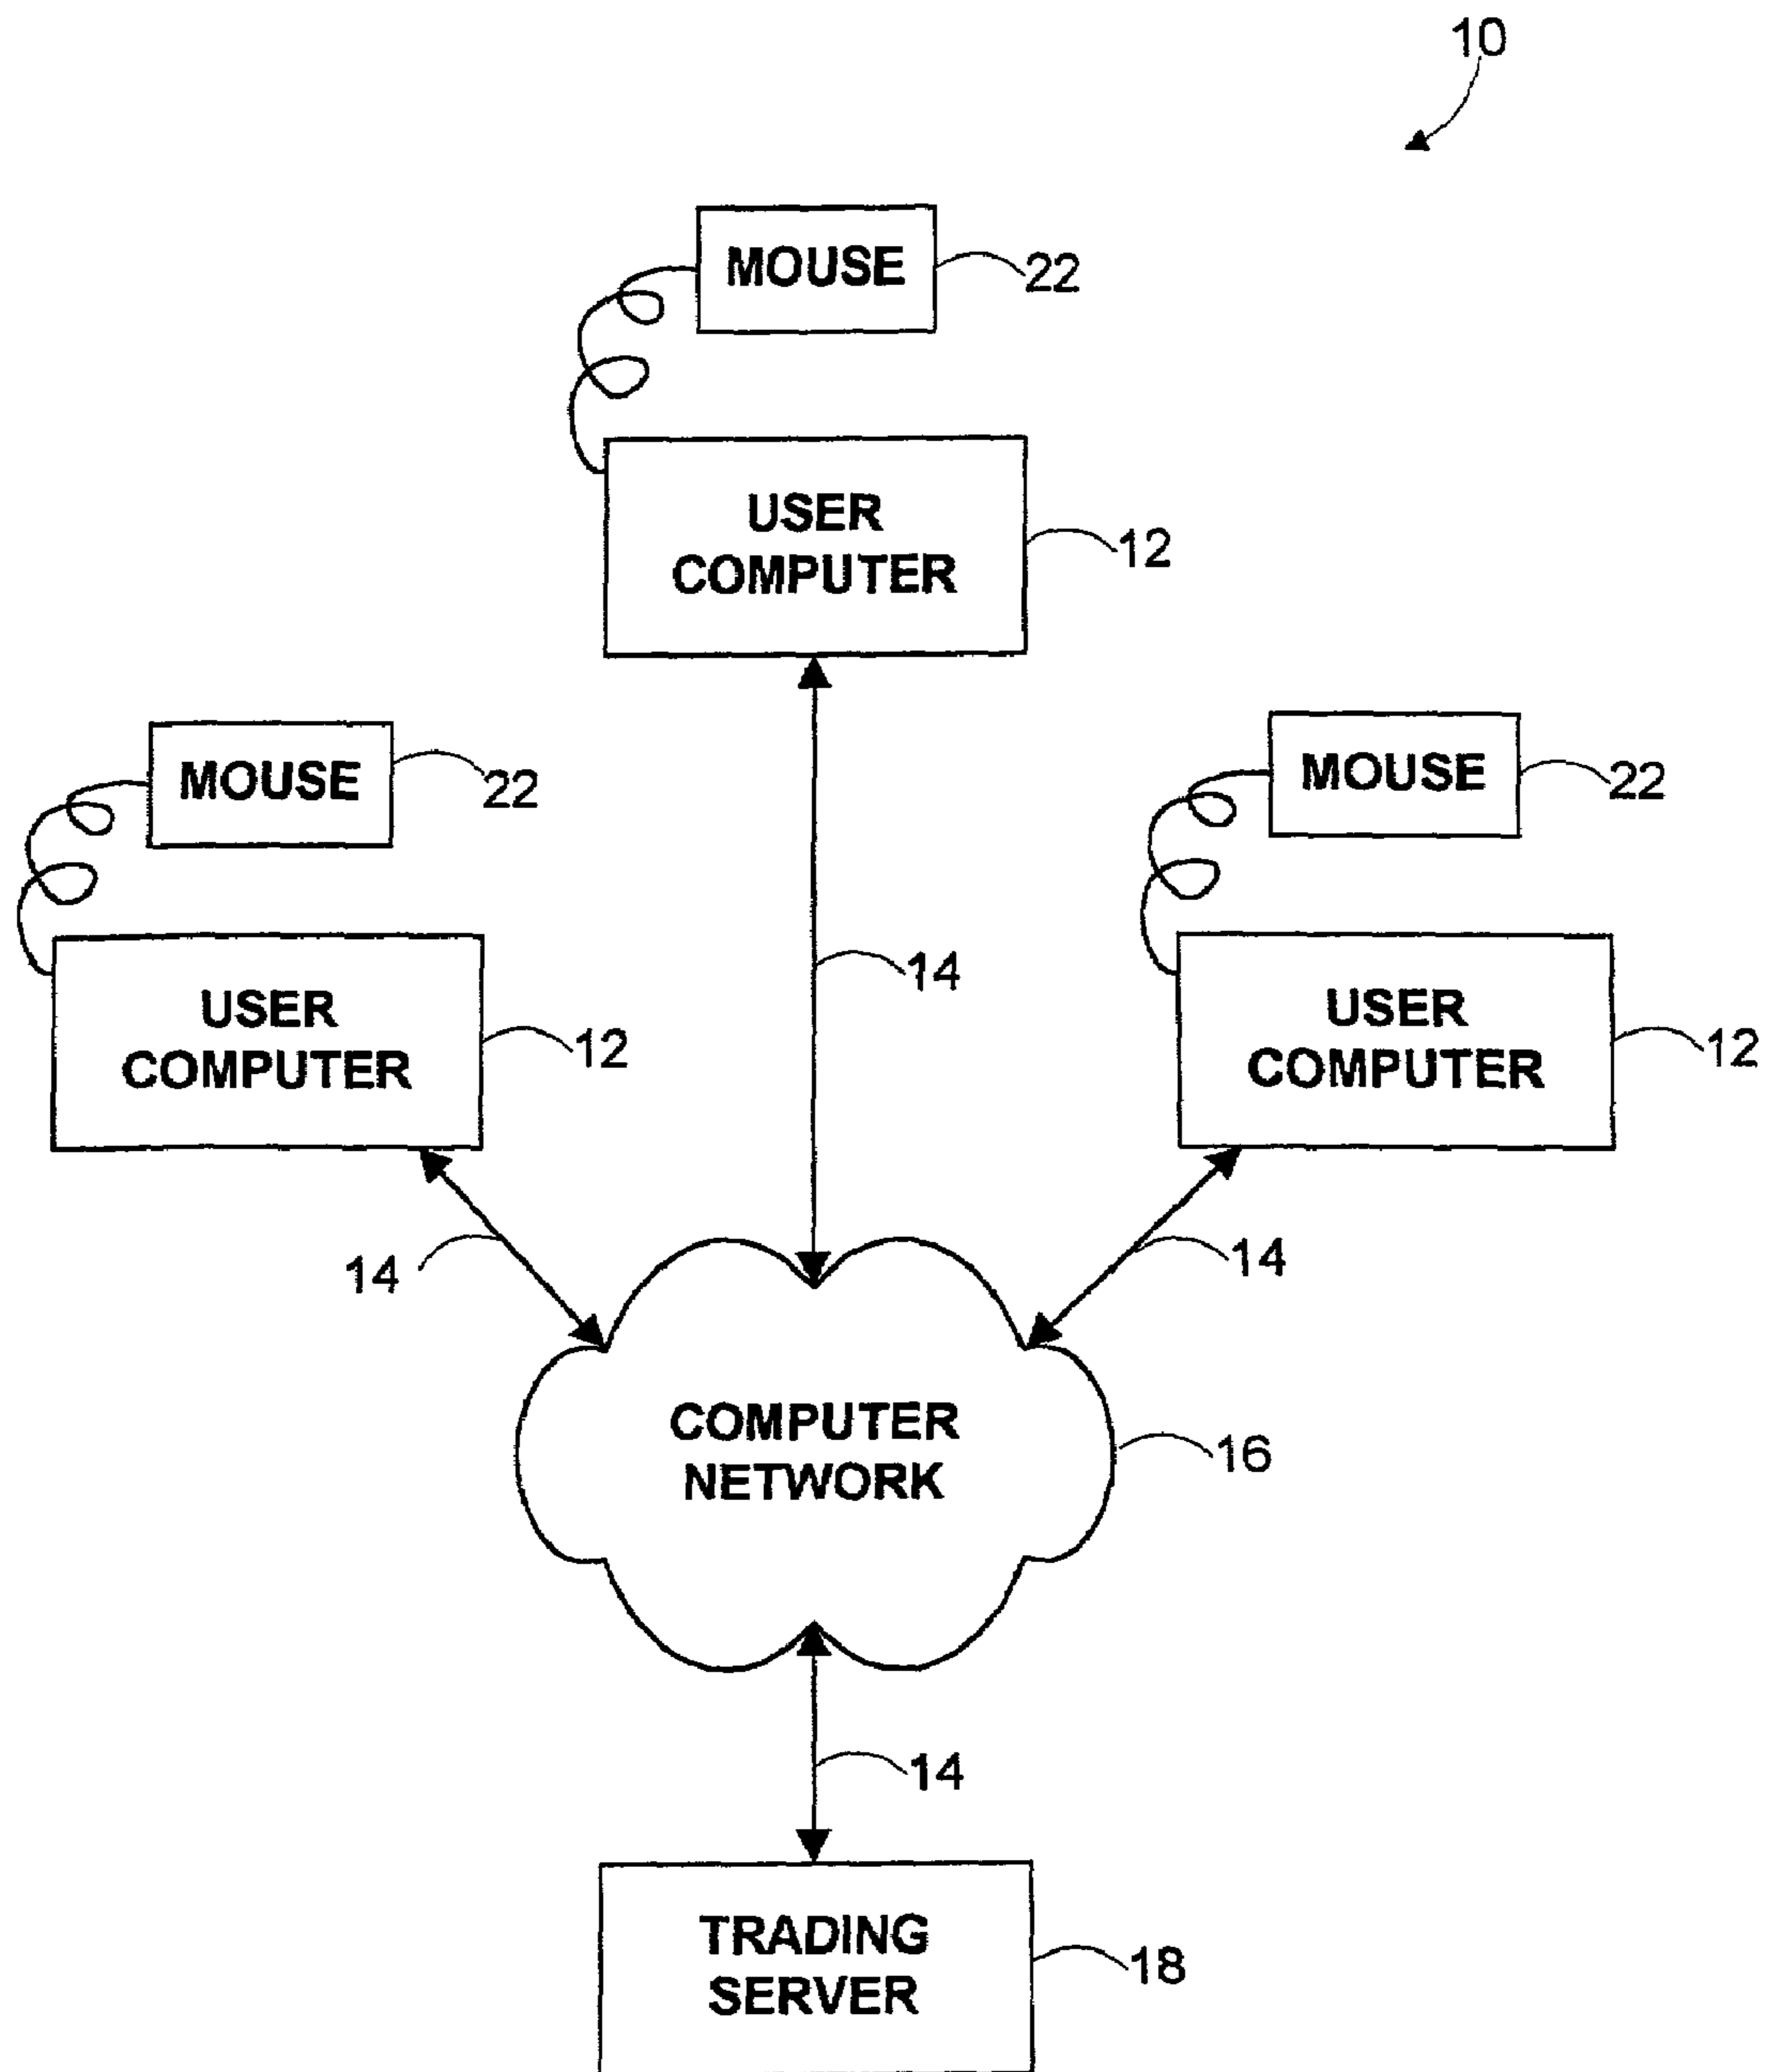 10
MOUSE
22
USER
COMPUTER
12
MOUSE
22
MOUSE
22
USER
COMPUTER
12
14
USER
COMPUTER
12
14
14
COMPUTER
NETWORK
16
14
TRADING
SERVER
18